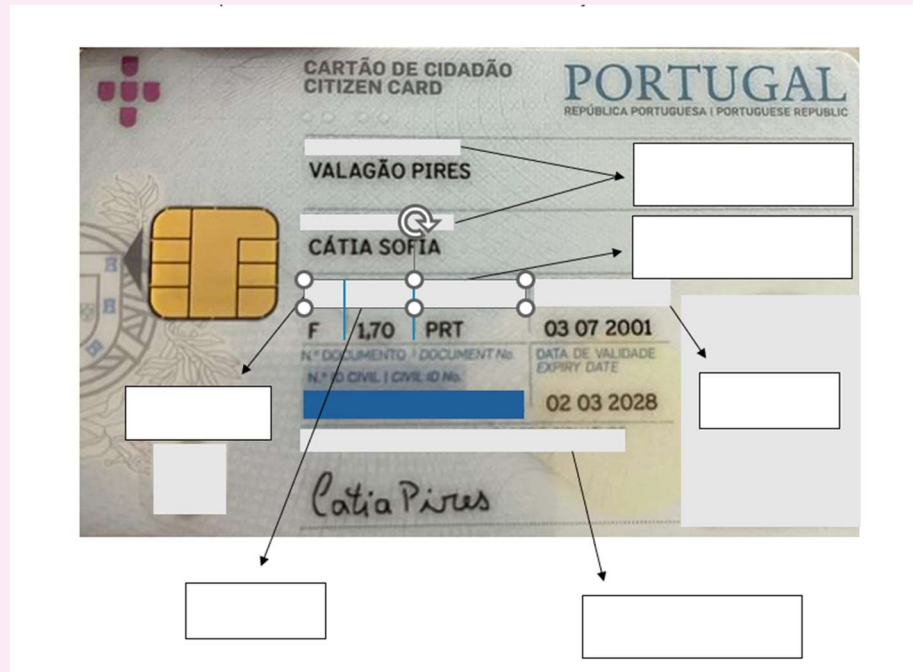 CARTÃO DE CIDADÃO
CITIZEN CARD
PORTUGAL
REPÚBLICA PORTUGUESA | PORTUGUESE REPUBLIC
VALAGÃO PIRES
CÁTIA SOFIA
F 1,70 PRT 03 07 2001
N.º DOCUMENTO | DOCUMENT No.
DATA DE VALIDADE
EXPIRY DATE
N.º ID CIVIL | CIVIL ID No.
02 03 2028
Catia Pires